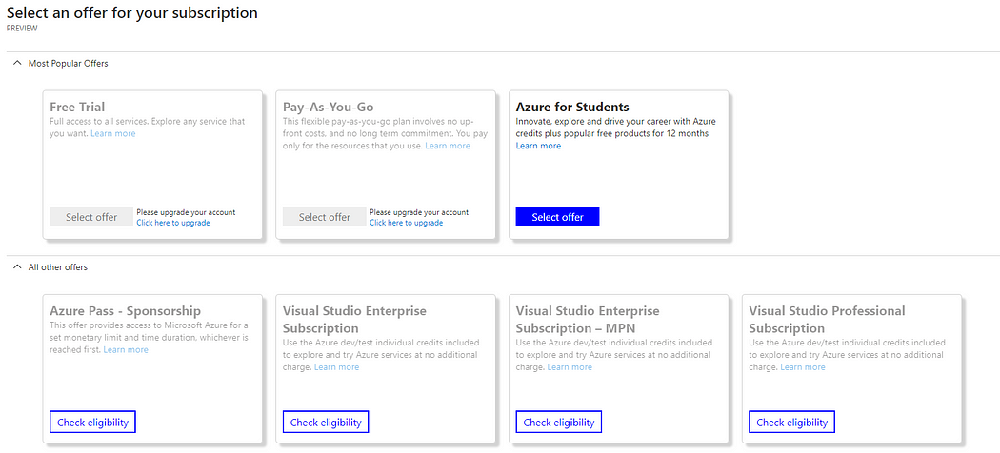 Select an offer for your subscription
PREVIEW
Most Popular Offers
Free Trial
Full access to all services. Explore any service that
you want. Learn more
Select offer
Please upgrade your account
Click here to upgrade
Pay-As-You-Go
This flexible pay-as-you-go plan involves no up-
front costs, and no long term commitment. You pay
only for the resources that you use. Learn more
Select offer
Please upgrade your account
Click here to upgrade
Azure for Students
Innovate, explore and drive your career with Azure
credits plus popular free products for 12 months
Learn more
Select offer
All other offers
Azure Pass - Sponsorship
This offer provides access to Microsoft Azure for a
set monetary limit and time duration, whichever is
reached first. Learn more
Check eligibility
Visual Studio Enterprise
Subscription
Use the Azure dev/test individual credits included
to explore and try Azure services at no additional
charge. Learn more
Check eligibility
Visual Studio Enterprise
Subscription – MPN
Use the Azure dev/test individual credits included
to explore and try Azure services at no additional
charge. Learn more
Check eligibility
Visual Studio Professional
Subscription
Use the Azure dev/test individual credits included
to explore and try Azure services at no additional
charge. Learn more
Check eligibility